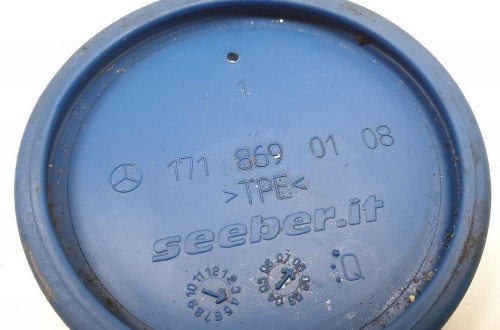 1
171 869 01 08
>TPE<
seeber.it
Q